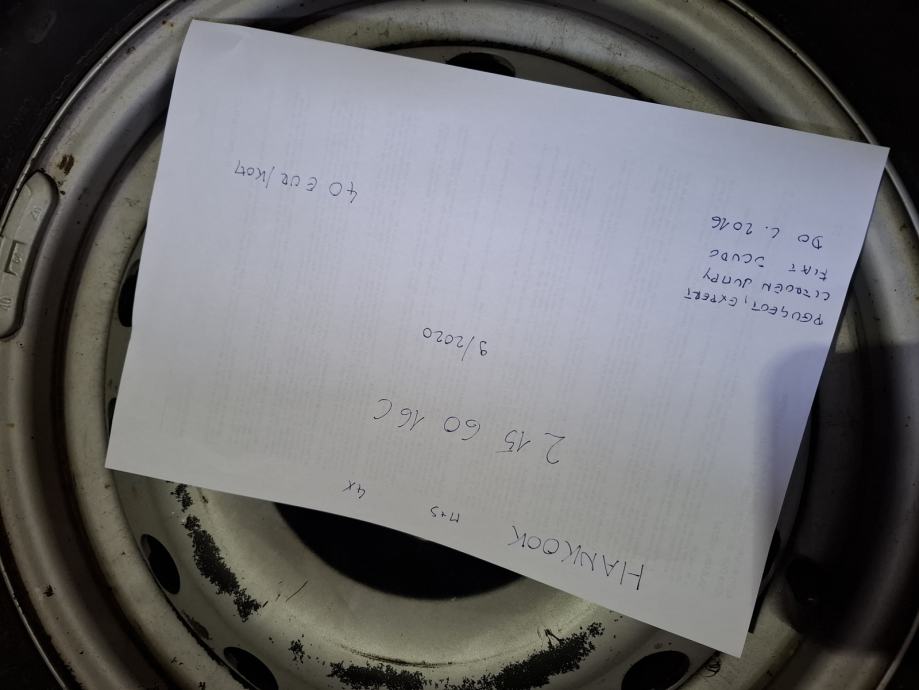 HANKOOK M+S 4X
215 60 16C
9/2020
PEUGEOT, EXPERT
CITROEN JUMPY
FIAT SCUDO
DO L. 2016
40 EUR/KOM